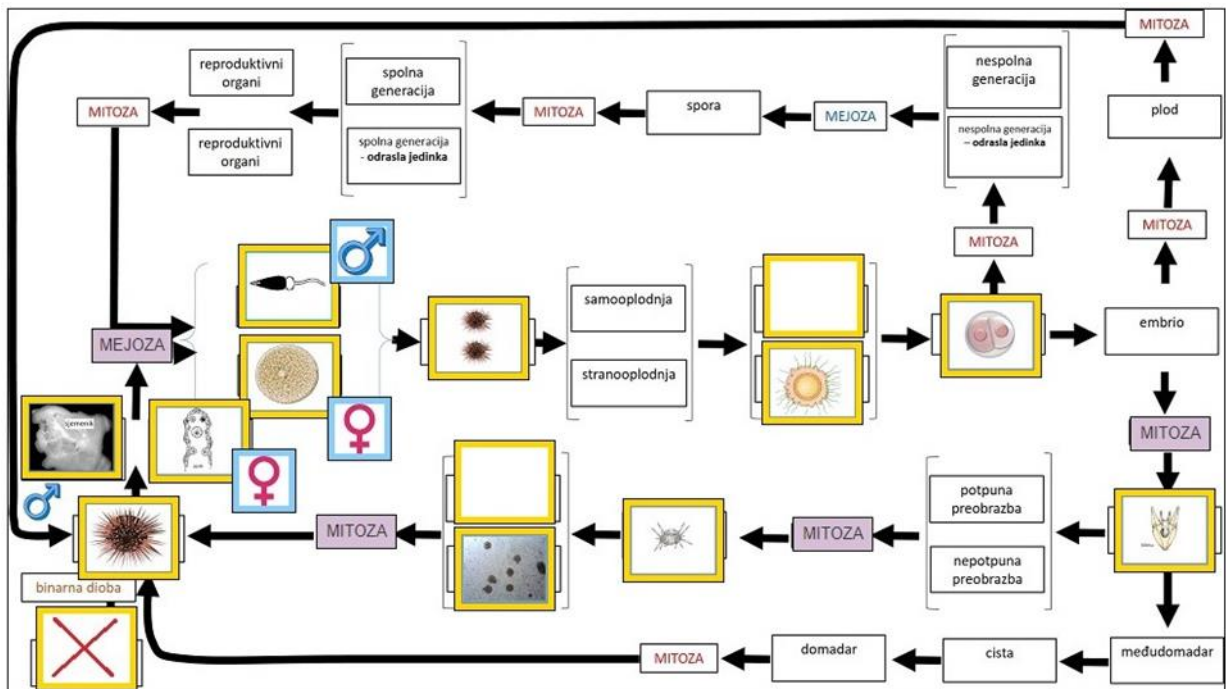 MITOZA
reproduktivni
organi
spolna
generacija
nespolna
generacija
plod
MITOZA
MITOZA
spora
MEJOZA
reproduktivni
organi
spolna generacija
- odrasla jedinka
nespolna generacija
– odrasla jedinka
MITOZA
MITOZA
samooplodnja
embrio
MEJOZA
stranooplodnja
sjemenik
MITOZA
potpuna
preobrazba
MITOZA
MITOZA
nepotpuna
preobrazba
binarna dioba
MITOZA
domadar
cista
međudomadar